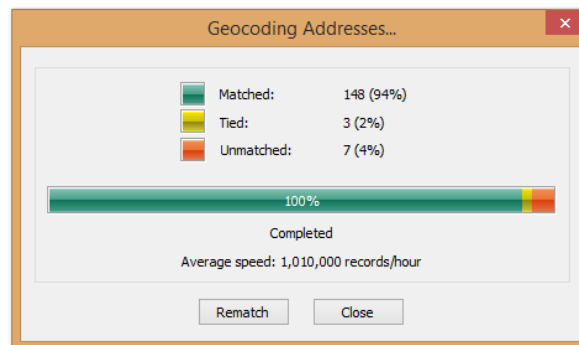 Geocoding Addresses...
Matched: 148 (94%)
Tied: 3 (2%)
Unmatched: 7 (4%)
100%
Completed
Average speed: 1,010,000 records/hour
Rematch Close